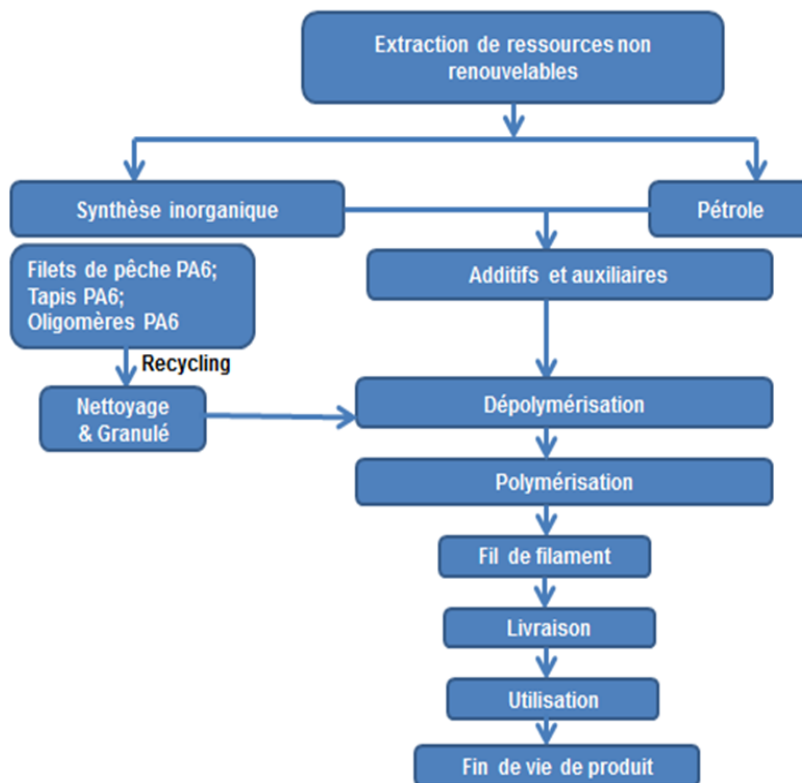 Extraction de ressources non
renouvelables
Synthèse inorganique
Pétrole
Filets de pêche PA6;
Tapis PA6;
Oligomères PA6
Additifs et auxiliaires
Recycling
Nettoyage
& Granulé
Dépolymérisation
Polymérisation
Fil de filament
Livraison
Utilisation
Fin de vie de produit